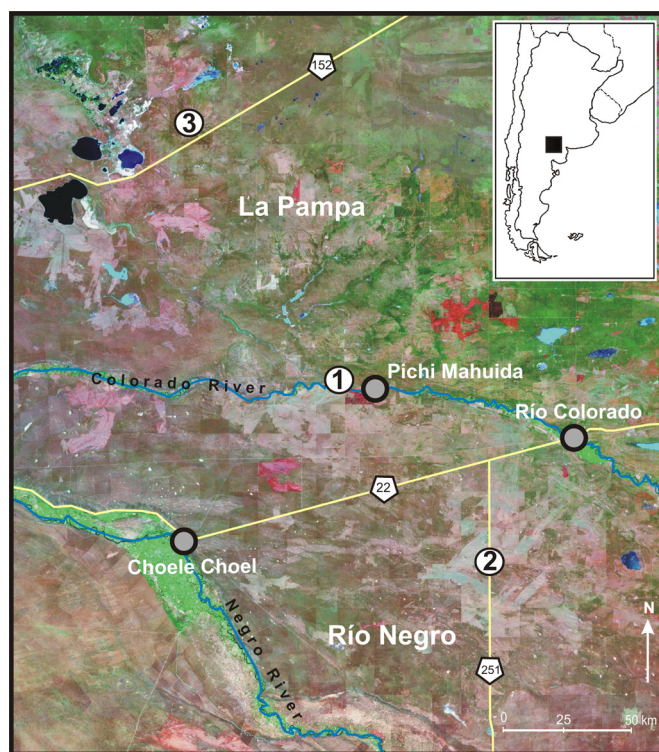 152
3
La Pampa
Pichi Mahuida
1
Colorado River
Río Colorado
22
2
Choele Choel
Negro River
Río Negro
N
251
0 25 50 km